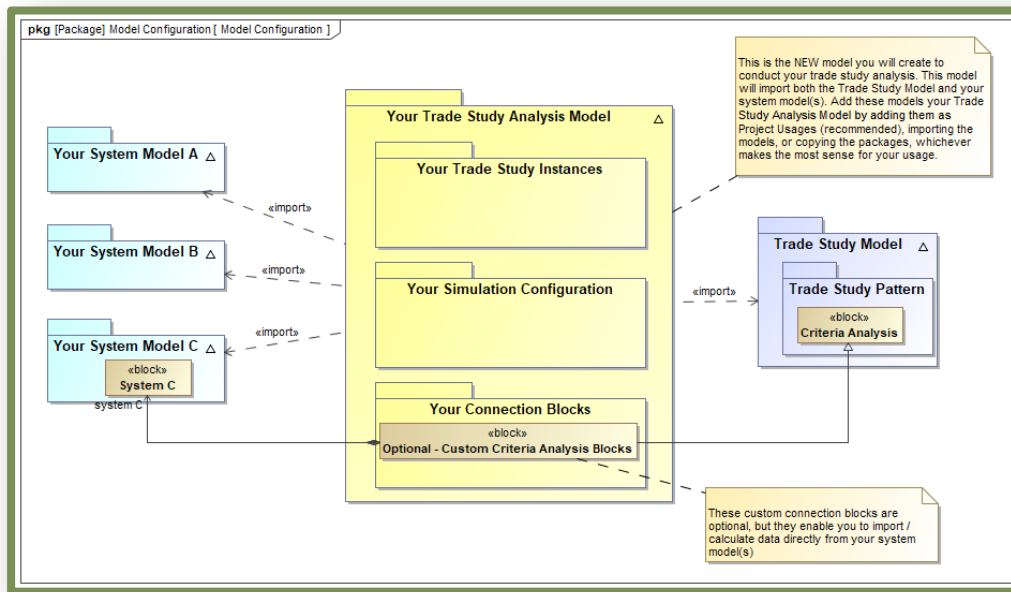 pkg [Package] Model Configuration [ Model Configuration ]
This is the NEW model you will create to
conduct your trade study analysis. This model
will import both the Trade Study Model and your
system model(s). Add these models your Trade
Study Analysis Model by adding them as
Project Usages (recommended), importing the
models, or copying the packages, whichever
makes the most sense for your usage.
Your Trade Study Analysis Model
Your Trade Study Instances
Your System Model A
«import»
Your System Model B
«import»
Your Simulation Configuration
«import»
Your System Model C
«block»
System C
system C
«import»
Trade Study Model
Trade Study Pattern
«block»
Criteria Analysis
Your Connection Blocks
«block»
Optional - Custom Criteria Analysis Blocks
These custom connection blocks are
optional, but they enable you to import /
calculate data directly from your system
model(s)